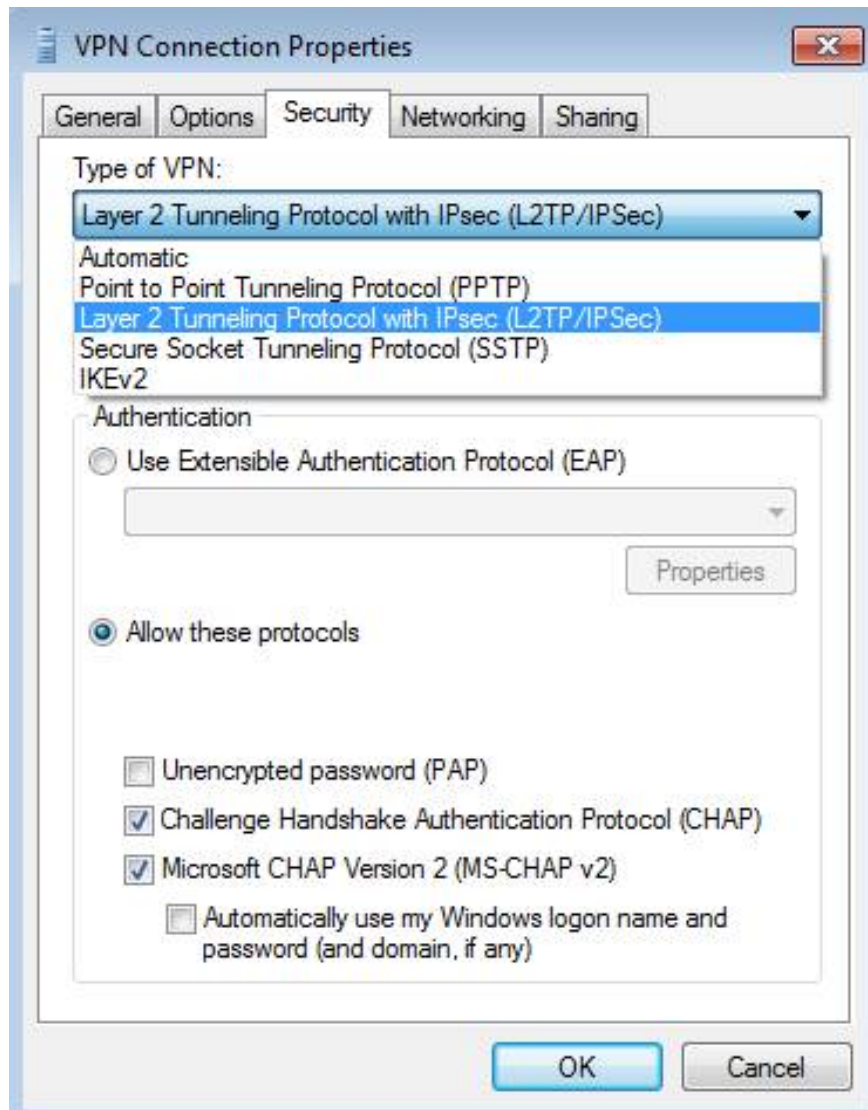 VPN Connection Properties
General Options Security Networking Sharing
Type of VPN:
Layer 2 Tunneling Protocol with IPsec (L2TP/IPSec)
Automatic
Point to Point Tunneling Protocol (PPTP)
Layer 2 Tunneling Protocol with IPsec (L2TP/IPSec)
Secure Socket Tunneling Protocol (SSTP)
IKEv2
Authentication
Use Extensible Authentication Protocol (EAP)
Properties
Allow these protocols
Unencrypted password (PAP)
Challenge Handshake Authentication Protocol (CHAP)
Microsoft CHAP Version 2 (MS-CHAP v2)
Automatically use my Windows logon name and
password (and domain, if any)
OK Cancel